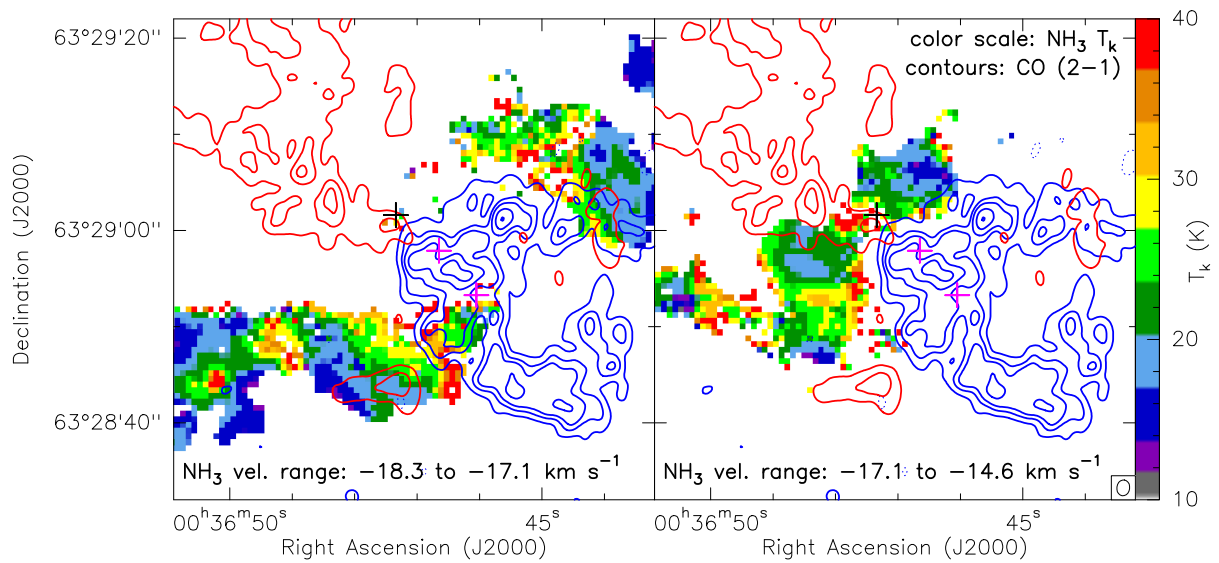 63°29'20"
63°29'00"
63°28'40"
Declination (J2000)
color scale: NH₃ Tₖ
contours: CO (2−1)
NH₃ vel. range: −18.3 to −17.1 km s⁻¹
NH₃ vel. range: −17.1 to −14.6 km s⁻¹
00ʰ36ᵐ50ˢ
45ˢ
00ʰ36ᵐ50ˢ
45ˢ
Right Ascension (J2000)
Right Ascension (J2000)
40
30
20
10
Tₖ (K)